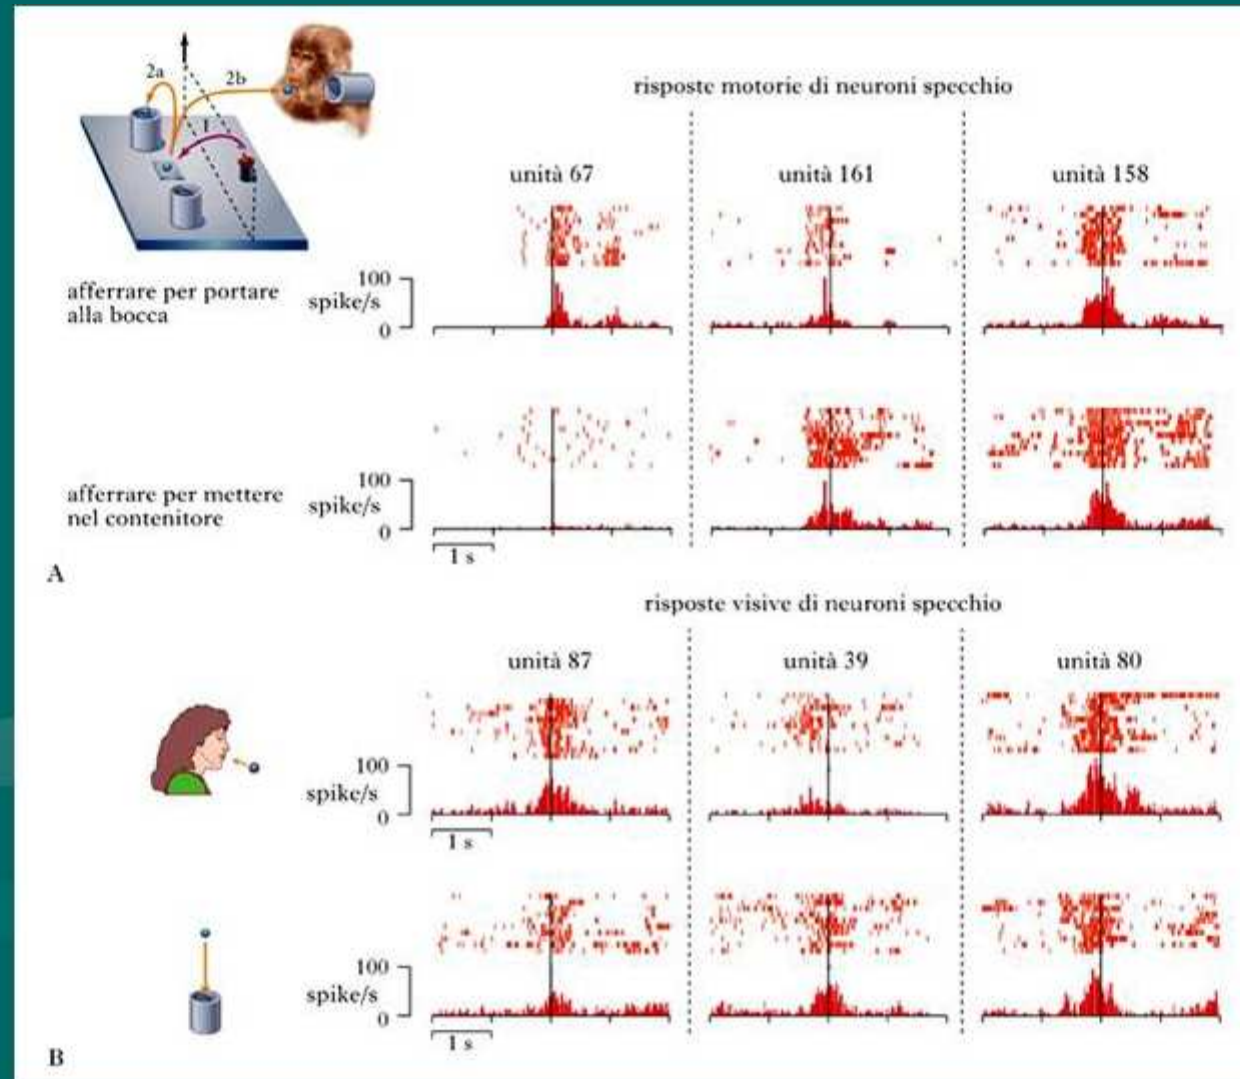 2a
2b
1
risposte motorie di neuroni specchio
unità 67
unità 161
unità 158
afferrare per portare
alla bocca
100
spike/s
0
afferrare per mettere
nel contenitore
100
spike/s
0
1 s
A
risposte visive di neuroni specchio
unità 87
unità 39
unità 80
100
spike/s
0
1 s
100
spike/s
0
1 s
B